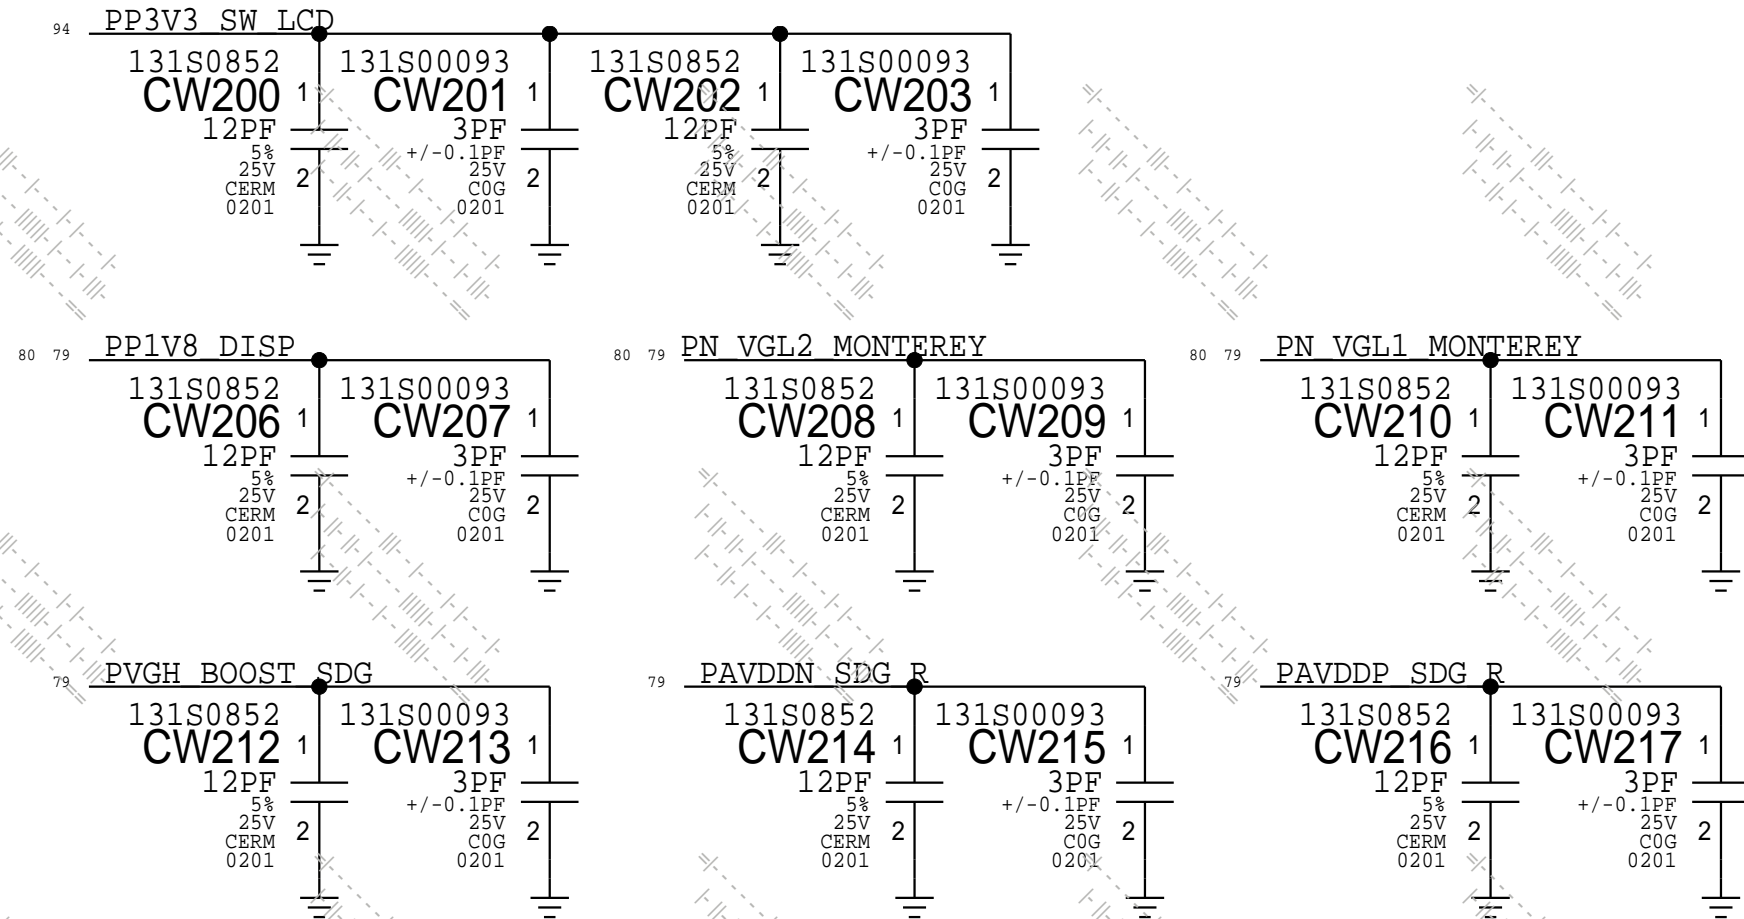 94 PP3V3_SW_LCD
131S0852 131S00093 131S0852 131S00093
CW200 1 CW201 1 CW202 1 CW203 1
12PF 3PF 12PF 3PF
5% +/-0.1PF 5% +/-0.1PF
25V 2 25V 2 25V 2 25V 2
CERM C0G CERM C0G
0201 0201 0201 0201
80 79 PP1V8_DISP 80 79 PN_VGL2_MONTEREY 80 79 PN_VGL1_MONTEREY
131S0852 131S00093 131S0852 131S00093 131S0852 131S00093
CW206 1 CW207 1 CW208 1 CW209 1 CW210 1 CW211 1
12PF 3PF 12PF 3PF 12PF 3PF
5% +/-0.1PF 5% +/-0.1PF 5% +/-0.1PF
25V 2 25V 2 25V 2 25V 2 25V 2 25V 2
CERM C0G CERM C0G CERM C0G
0201 0201 0201 0201 0201 0201
79 PVGH_BOOST_SDG 79 PAVDDN_SDG_R 79 PAVDDP_SDG_R
131S0852 131S00093 131S0852 131S00093 131S0852 131S00093
CW212 1 CW213 1 CW214 1 CW215 1 CW216 1 CW217 1
12PF 3PF 12PF 3PF 12PF 3PF
5% +/-0.1PF 5% +/-0.1PF 5% +/-0.1PF
25V 2 25V 2 25V 2 25V 2 25V 2 25V 2
CERM C0G CERM C0G CERM C0G
0201 0201 0201 0201 0201 0201